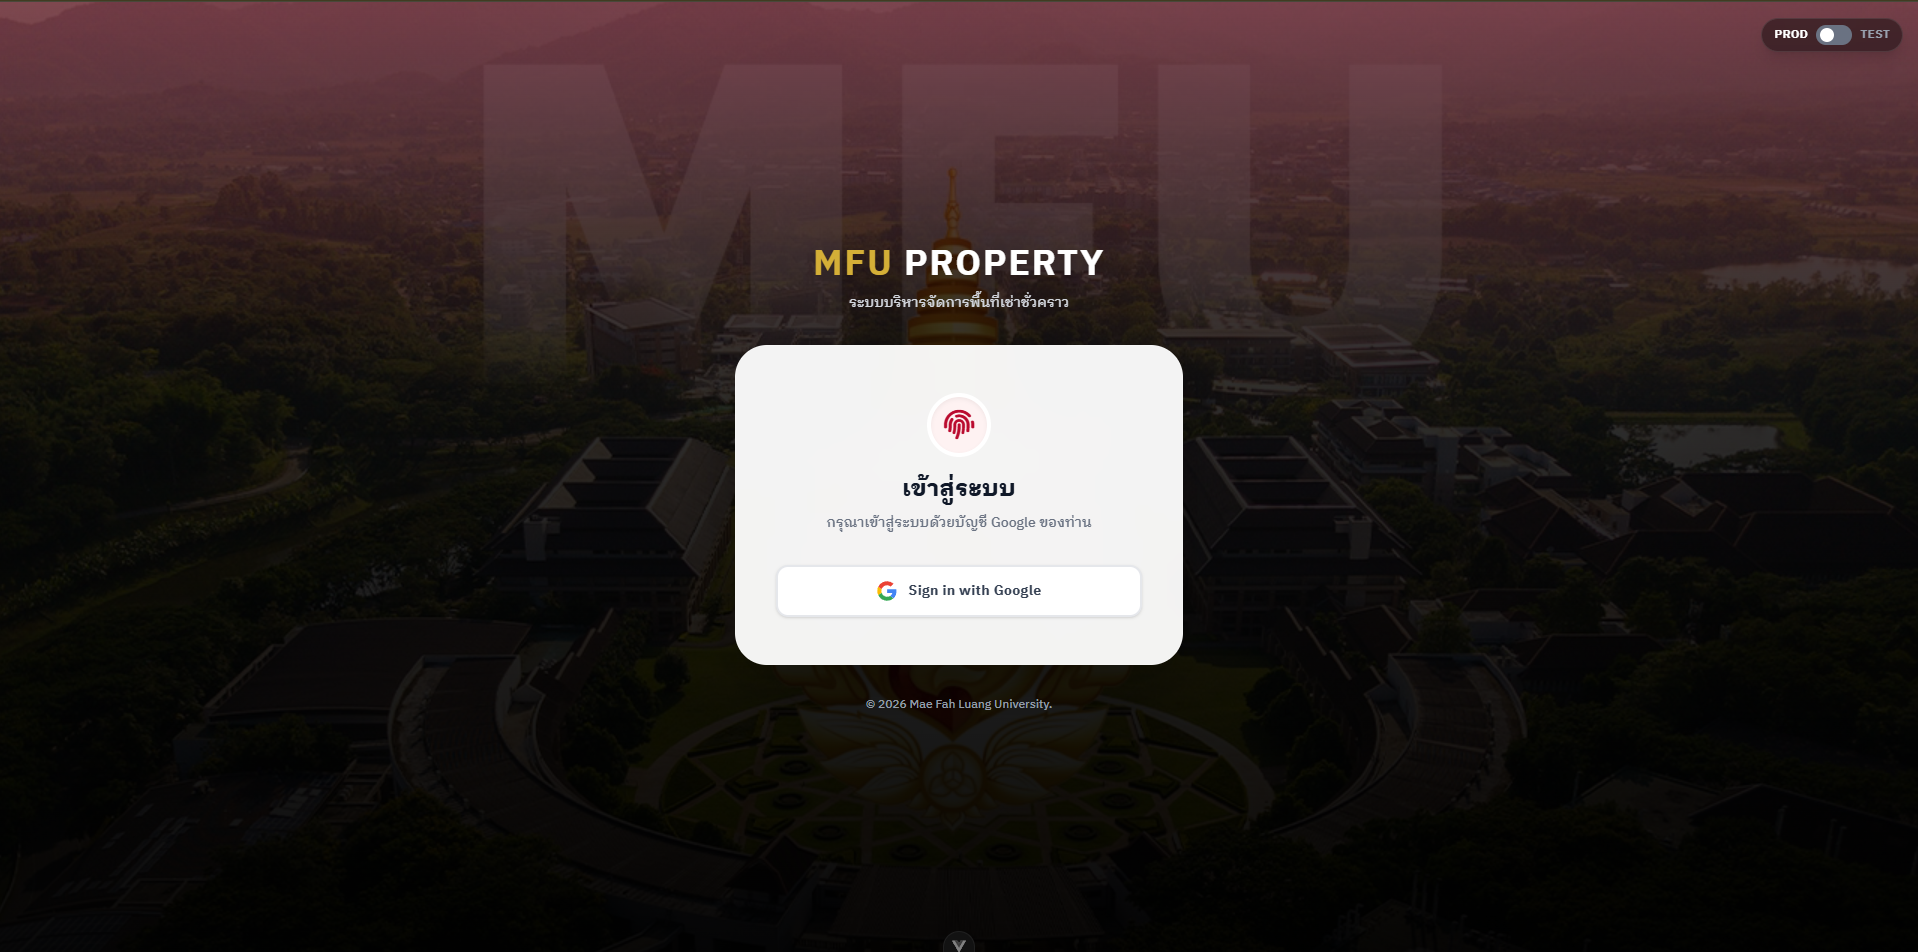 PROD TEST
MFU
MFU PROPERTY
ระบบบริหารจัดการพื้นที่เช่าชั่วคราว
เข้าสู่ระบบ
กรุณาเข้าสู่ระบบด้วยบัญชี Google ของท่าน
Sign in with Google
© 2026 Mae Fah Luang University.